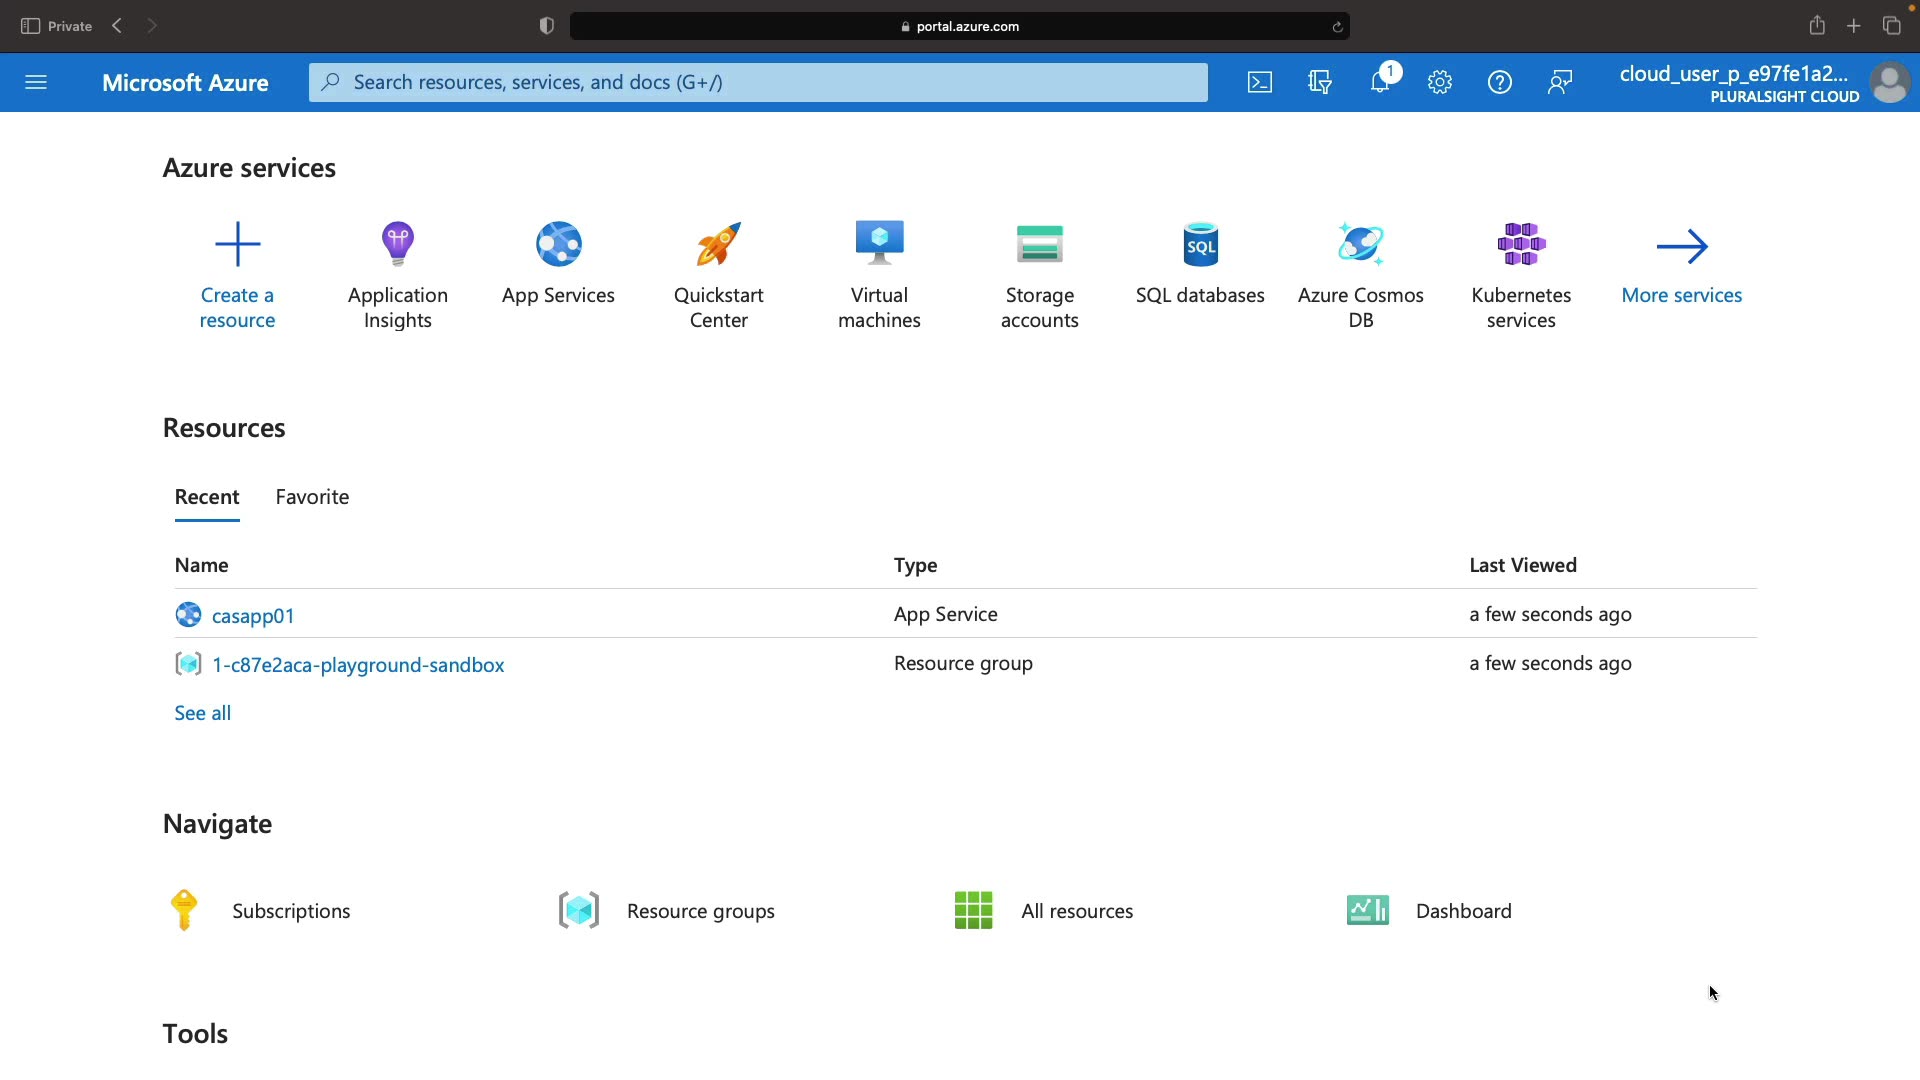 Private
portal.azure.com
Microsoft Azure
Search resources, services, and docs (G+/)
1
cloud_user_p_e97fe1a2...
PLURALSIGHT CLOUD
Azure services
Create a
resource
Application
Insights
App Services
Quickstart
Center
Virtual
machines
Storage
accounts
SQL
SQL databases
Azure Cosmos
DB
Kubernetes
services
More services
Resources
Recent Favorite
Name Type Last Viewed
casapp01 App Service a few seconds ago
1-c87e2aca-playground-sandbox Resource group a few seconds ago
See all
Navigate
Subscriptions Resource groups All resources Dashboard
Tools